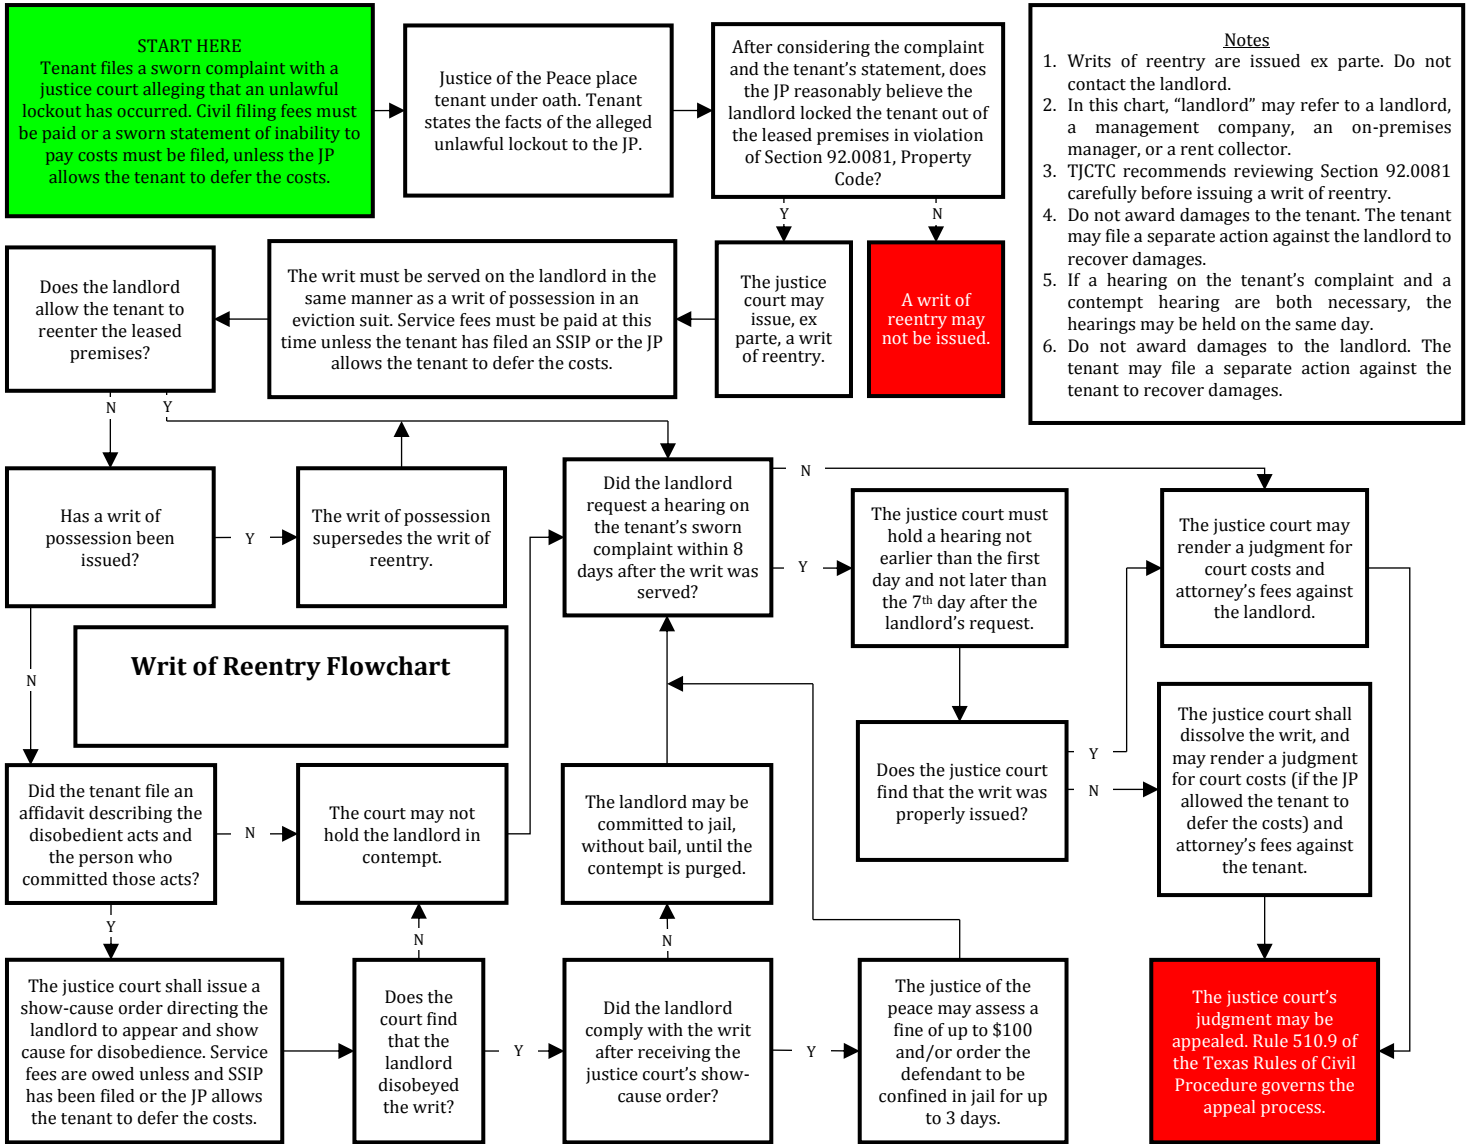 START HERE
Tenant files a sworn complaint with a
justice court alleging that an unlawful
lockout has occurred. Civil filing fees must
be paid or a sworn statement of inability to
pay costs must be filed, unless the JP
allows the tenant to defer the costs.
Justice of the Peace place
tenant under oath. Tenant
states the facts of the alleged
unlawful lockout to the JP.
After considering the complaint
and the tenant's statement, does
the JP reasonably believe the
landlord locked the tenant out of
the leased premises in violation
of Section 92.0081, Property
Code?
Y
N
Notes
1. Writs of reentry are issued ex parte. Do not
contact the landlord.
2. In this chart, “landlord” may refer to a landlord,
a management company, an on-premises
manager, or a rent collector.
3. TJCTC recommends reviewing Section 92.0081
carefully before issuing a writ of reentry.
4. Do not award damages to the tenant. The tenant
may file a separate action against the landlord to
recover damages.
5. If a hearing on the tenant's complaint and a
contempt hearing are both necessary, the
hearings may be held on the same day.
6. Do not award damages to the landlord. The
tenant may file a separate action against the
tenant to recover damages.
Does the landlord
allow the tenant to
reenter the leased
premises?
The writ must be served on the landlord in the
same manner as a writ of possession in an
eviction suit. Service fees must be paid at this
time unless the tenant has filed an SSIP or the JP
allows the tenant to defer the costs.
The justice
court may
issue, ex
parte, a writ
of reentry.
A writ of
reentry may
not be issued.
N
Y
Has a writ of
possession been
issued?
Y
The writ of possession
supersedes the writ of
reentry.
Did the landlord
request a hearing on
the tenant's sworn
complaint within 8
days after the writ was
served?
N
Y
The justice court must
hold a hearing not
earlier than the first
day and not later than
the 7th day after the
landlord's request.
The justice court may
render a judgment for
court costs and
attorney's fees against
the landlord.
N
Writ of Reentry Flowchart
Does the justice court
find that the writ was
properly issued?
Y
N
The justice court shall
dissolve the writ, and
may render a judgment
for court costs (if the JP
allowed the tenant to
defer the costs) and
attorney's fees against
the tenant.
Did the tenant file an
affidavit describing the
disobedient acts and
the person who
committed those acts?
N
The court may not
hold the landlord in
contempt.
The landlord may be
committed to jail,
without bail, until the
contempt is purged.
Y
N
N
The justice court shall issue a
show-cause order directing the
landlord to appear and show
cause for disobedience. Service
fees are owed unless and SSIP
has been filed or the JP allows
the tenant to defer the costs.
Does the
court find
that the
landlord
disobeyed
the writ?
Y
Did the landlord
comply with the writ
after receiving the
justice court's show-
cause order?
Y
The justice of the
peace may assess a
fine of up to $100
and/or order the
defendant to be
confined in jail for up
to 3 days.
The justice court's
judgment may be
appealed. Rule 510.9 of
the Texas Rules of Civil
Procedure governs the
appeal process.